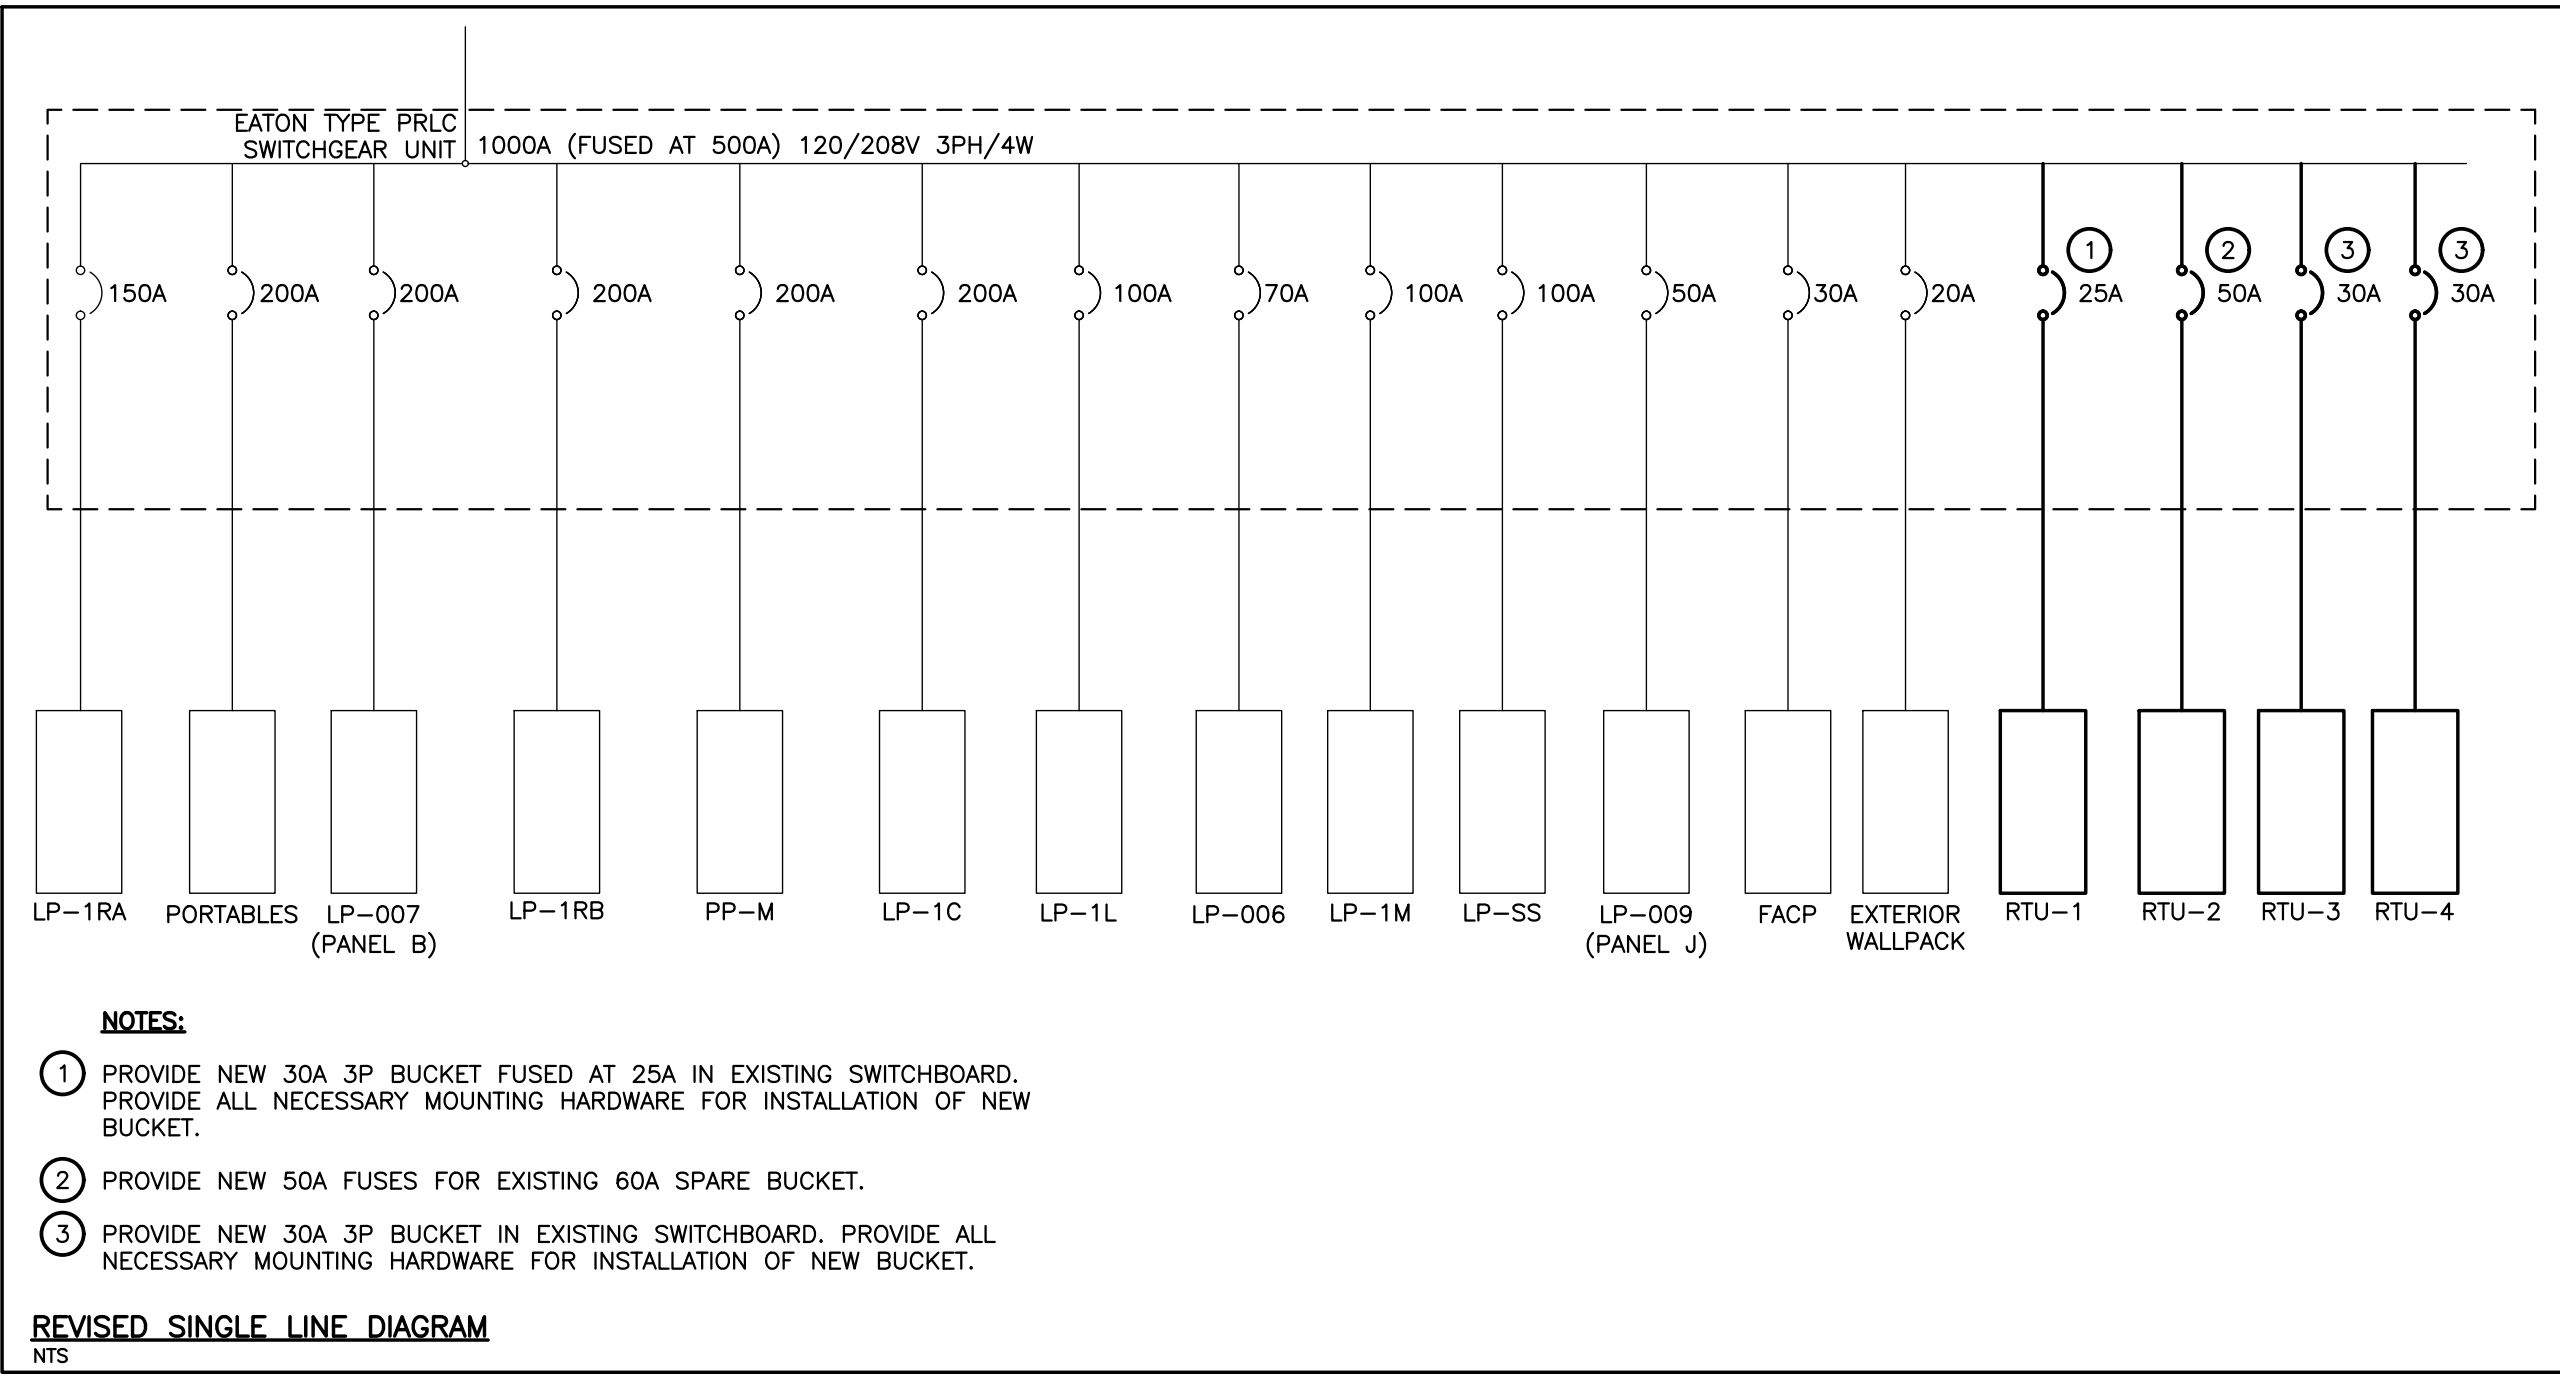 EATON TYPE PRLC
SWITCHGEAR UNIT
1000A (FUSED AT 500A) 120/208V 3PH/4W
1 2 3 3
150A 200A 200A 200A 200A 200A 100A 70A 100A 100A 50A 30A 20A 25A 50A 30A 30A
LP-1RA PORTABLES LP-007 LP-1RB PP-M LP-1C LP-1L LP-006 LP-1M LP-SS LP-009 FACP EXTERIOR RTU-1 RTU-2 RTU-3 RTU-4
(PANEL B) (PANEL J) WALLPACK
NOTES:
1 PROVIDE NEW 30A 3P BUCKET FUSED AT 25A IN EXISTING SWITCHBOARD.
PROVIDE ALL NECESSARY MOUNTING HARDWARE FOR INSTALLATION OF NEW
BUCKET.
2 PROVIDE NEW 50A FUSES FOR EXISTING 60A SPARE BUCKET.
3 PROVIDE NEW 30A 3P BUCKET IN EXISTING SWITCHBOARD. PROVIDE ALL
NECESSARY MOUNTING HARDWARE FOR INSTALLATION OF NEW BUCKET.
REVISED SINGLE LINE DIAGRAM
NTS